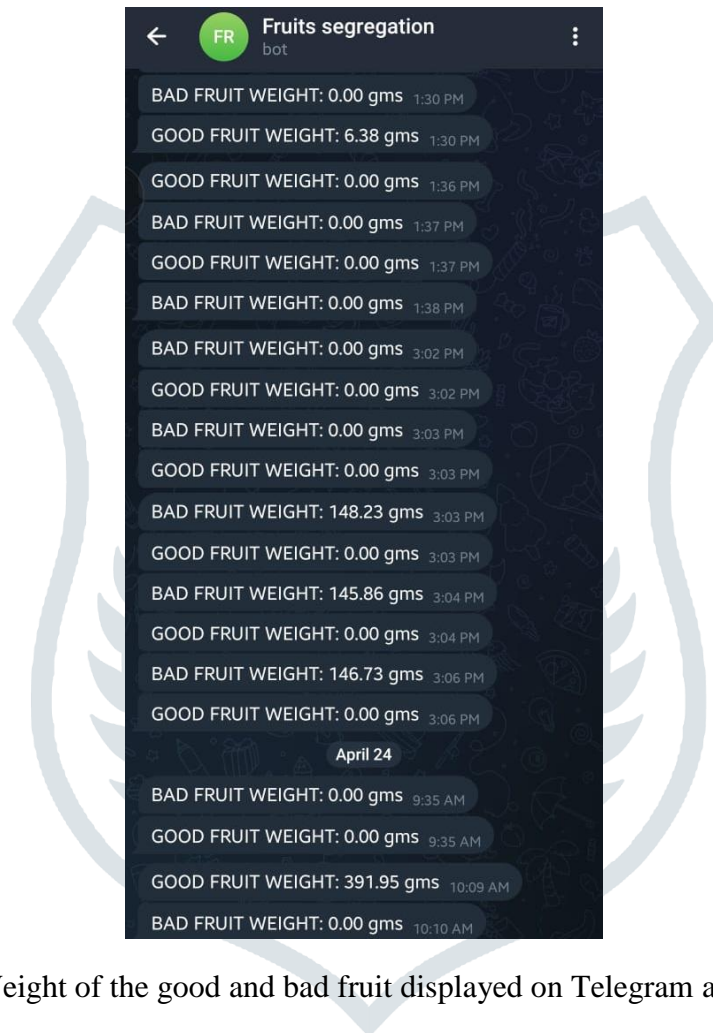 FR
Fruits segregation
bot
BAD FRUIT WEIGHT: 0.00 gms 1:30 PM
GOOD FRUIT WEIGHT: 6.38 gms 1:30 PM
GOOD FRUIT WEIGHT: 0.00 gms 1:36 PM
BAD FRUIT WEIGHT: 0.00 gms 1:37 PM
GOOD FRUIT WEIGHT: 0.00 gms 1:37 PM
BAD FRUIT WEIGHT: 0.00 gms 1:38 PM
BAD FRUIT WEIGHT: 0.00 gms 3:02 PM
GOOD FRUIT WEIGHT: 0.00 gms 3:02 PM
BAD FRUIT WEIGHT: 0.00 gms 3:03 PM
GOOD FRUIT WEIGHT: 0.00 gms 3:03 PM
BAD FRUIT WEIGHT: 148.23 gms 3:03 PM
GOOD FRUIT WEIGHT: 0.00 gms 3:03 PM
BAD FRUIT WEIGHT: 145.86 gms 3:04 PM
GOOD FRUIT WEIGHT: 0.00 gms 3:04 PM
BAD FRUIT WEIGHT: 146.73 gms 3:06 PM
GOOD FRUIT WEIGHT: 0.00 gms 3:06 PM
April 24
BAD FRUIT WEIGHT: 0.00 gms 9:35 AM
GOOD FRUIT WEIGHT: 0.00 gms 9:35 AM
GOOD FRUIT WEIGHT: 391.95 gms 10:09 AM
BAD FRUIT WEIGHT: 0.00 gms 10:10 AM
of the good and bad fruit displayed on Telegram